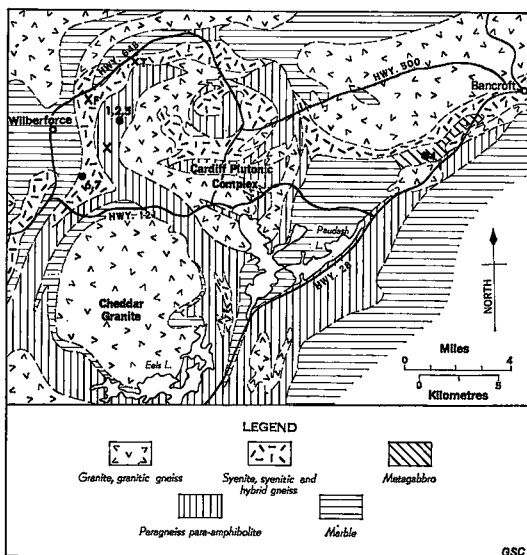 HWY. 648
HWY. 500
Bancroft
Wilberforce
1,2,3
Cardiff Plutonic
Complex
HWY. 121
Paudash
L.
HWY. 28
Cheddar
Granite
Eels L.
NORTH
0 4
Miles
0 5
Kilometres
LEGEND
Granite, granitic gneiss
Syenite, syenitic and
hybrid gneiss
Metagabbro
Paragneiss para-amphibolite
Marble
GSC